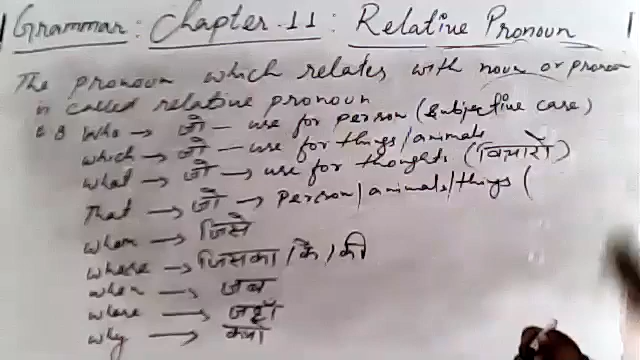 Grammar : Chapter-11: Relative Pronoun
The pronoun which relates with noun or pronoun
is called relative pronoun
e.g Who → जो – use for person (subjective case)
which → जो – use for things/animals
what → जो → use for thoughts (विचारों)
That → जो → person/animals/things (
whom → जिसे
→ जिसका / के / की
when → जब
where → जहाँ
why → क्यों